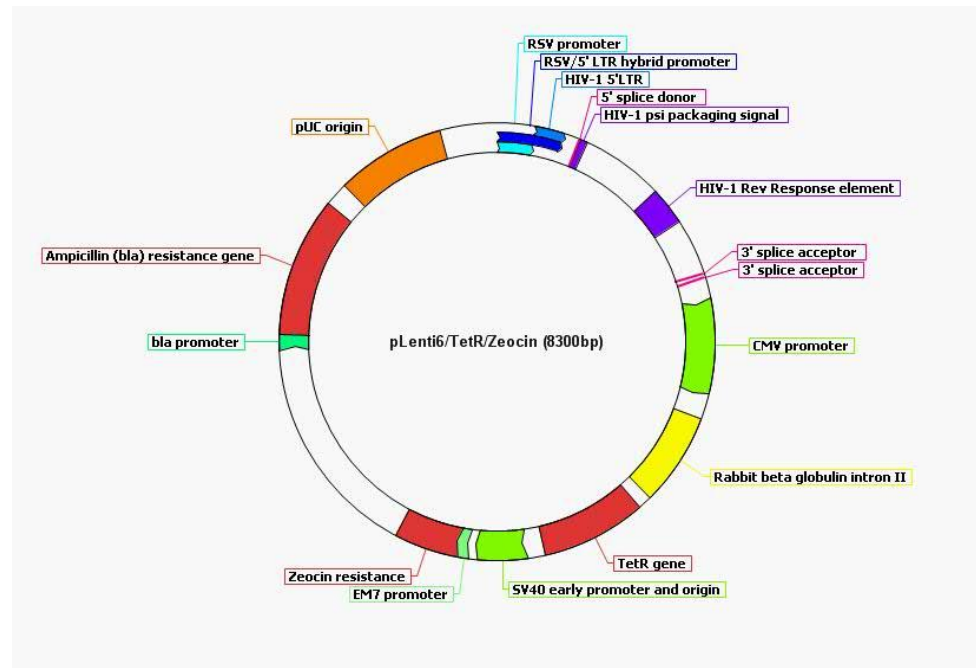 RSV promoter
RSV/5' LTR hybrid promoter
HIV-1 5'LTR
5' splice donor
HIV-1 psi packaging signal
pUC origin
HIV-1 Rev Response element
Ampicillin (bla) resistance gene
3' splice acceptor
3' splice acceptor
bla promoter
pLenti6/TetR/Zeocin (8300bp)
CMV promoter
Rabbit beta globulin intron II
TetR gene
Zeocin resistance
EM7 promoter
SV40 early promoter and origin